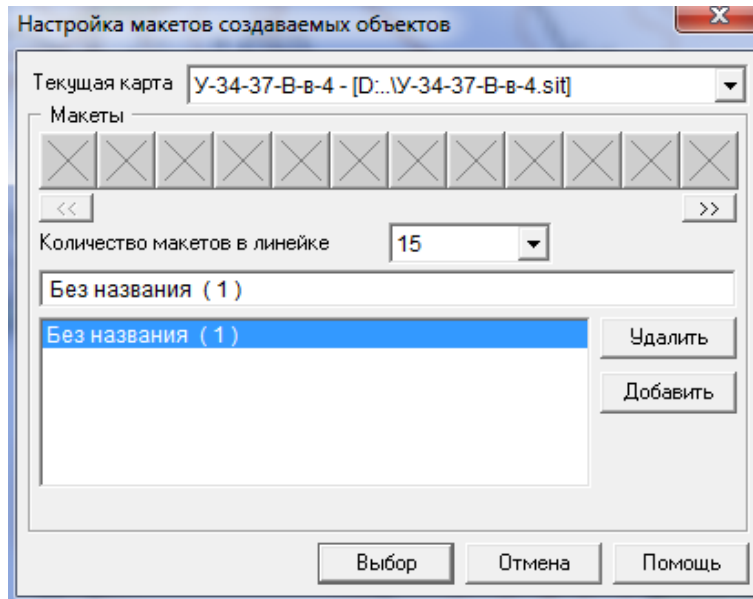 Настройка макетов создаваемых объектов
Текущая карта У-34-37-В-в-4 - [D:..\У-34-37-В-в-4.sit]
Макеты
<< >>
Количество макетов в линейке 15
Без названия ( 1 )
Без названия ( 1 )
Удалить
Добавить
Выбор Отмена Помощь